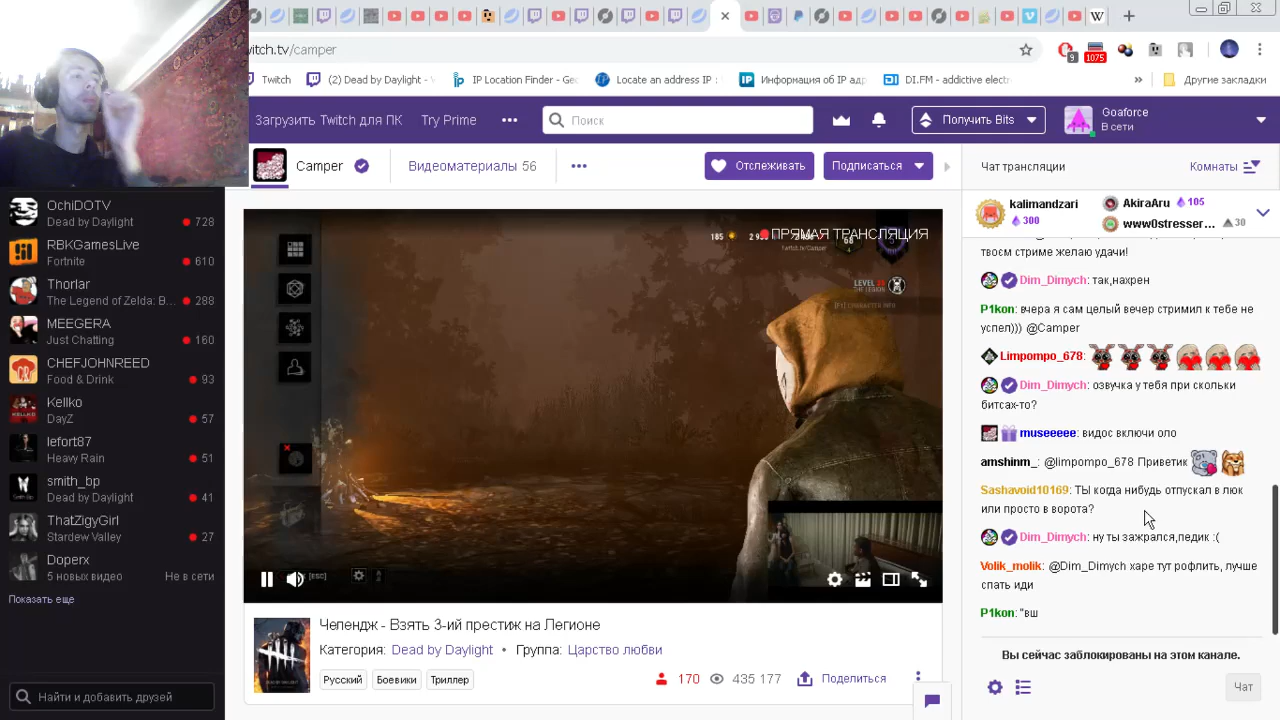 itch.tv/camper
9
1075
Twitch
(2) Dead by Daylight -
IP Location Finder - Ge
Locate an address IP :
Информация об IP адр
DI.FM - addictive electr
»
Другие закладки
Загрузить Twitch для ПК
Try Prime
Поиск
Получить Bits
Goaforce
В сети
Camper
Видеоматериалы 56
Отслеживать
Подписаться
Чат трансляции
Комнаты
OchiDOTV
Dead by Daylight
728
RBKGamesLive
Fortnite
610
Thorlar
The Legend of Zelda: B...
288
MEEGERA
Just Chatting
160
CHEFJOHNREED
Food & Drink
93
Kellko
DayZ
57
lefort87
Heavy Rain
51
smith_bp
Dead by Daylight
41
ThatZigyGirl
Stardew Valley
27
Doperx
5 новых видео
Не в сети
Показать еще
Найти и добавить друзей
185
ПРЯМАЯ ТРАНСЛЯЦИЯ
[ESC]
Челендж - Взять 3-ий престиж на Легионе
Категория: Dead by Daylight • Группа: Царство любви
Русский
Боевики
Триллер
170
435 177
Поделиться
kalimandzari
300
AkiraAru 105
www0stresser... 30
твоєм стриме желаю удачи!
Dim_Dimych: так,нахрен
P1kon: вчера я сам целый вечер стримил к тебе не
успел))) @Camper
Limpompo_678:
Dim_Dimych: озвучка у тебя при скольки
битсах-то?
museeeee: видос включи оло
amshinm_: @limpompo_678 Приветик
Sashavoid10169: ТЫ когда нибудь отпускал в люк
или просто в ворота?
Dim_Dimych: ну ты зажрался,педик :(
Volik_molik: @Dim_Dimych харе тут рофлить, лучше
спать иди
P1kon: "вш
Вы сейчас заблокированы на этом канале.
Чат